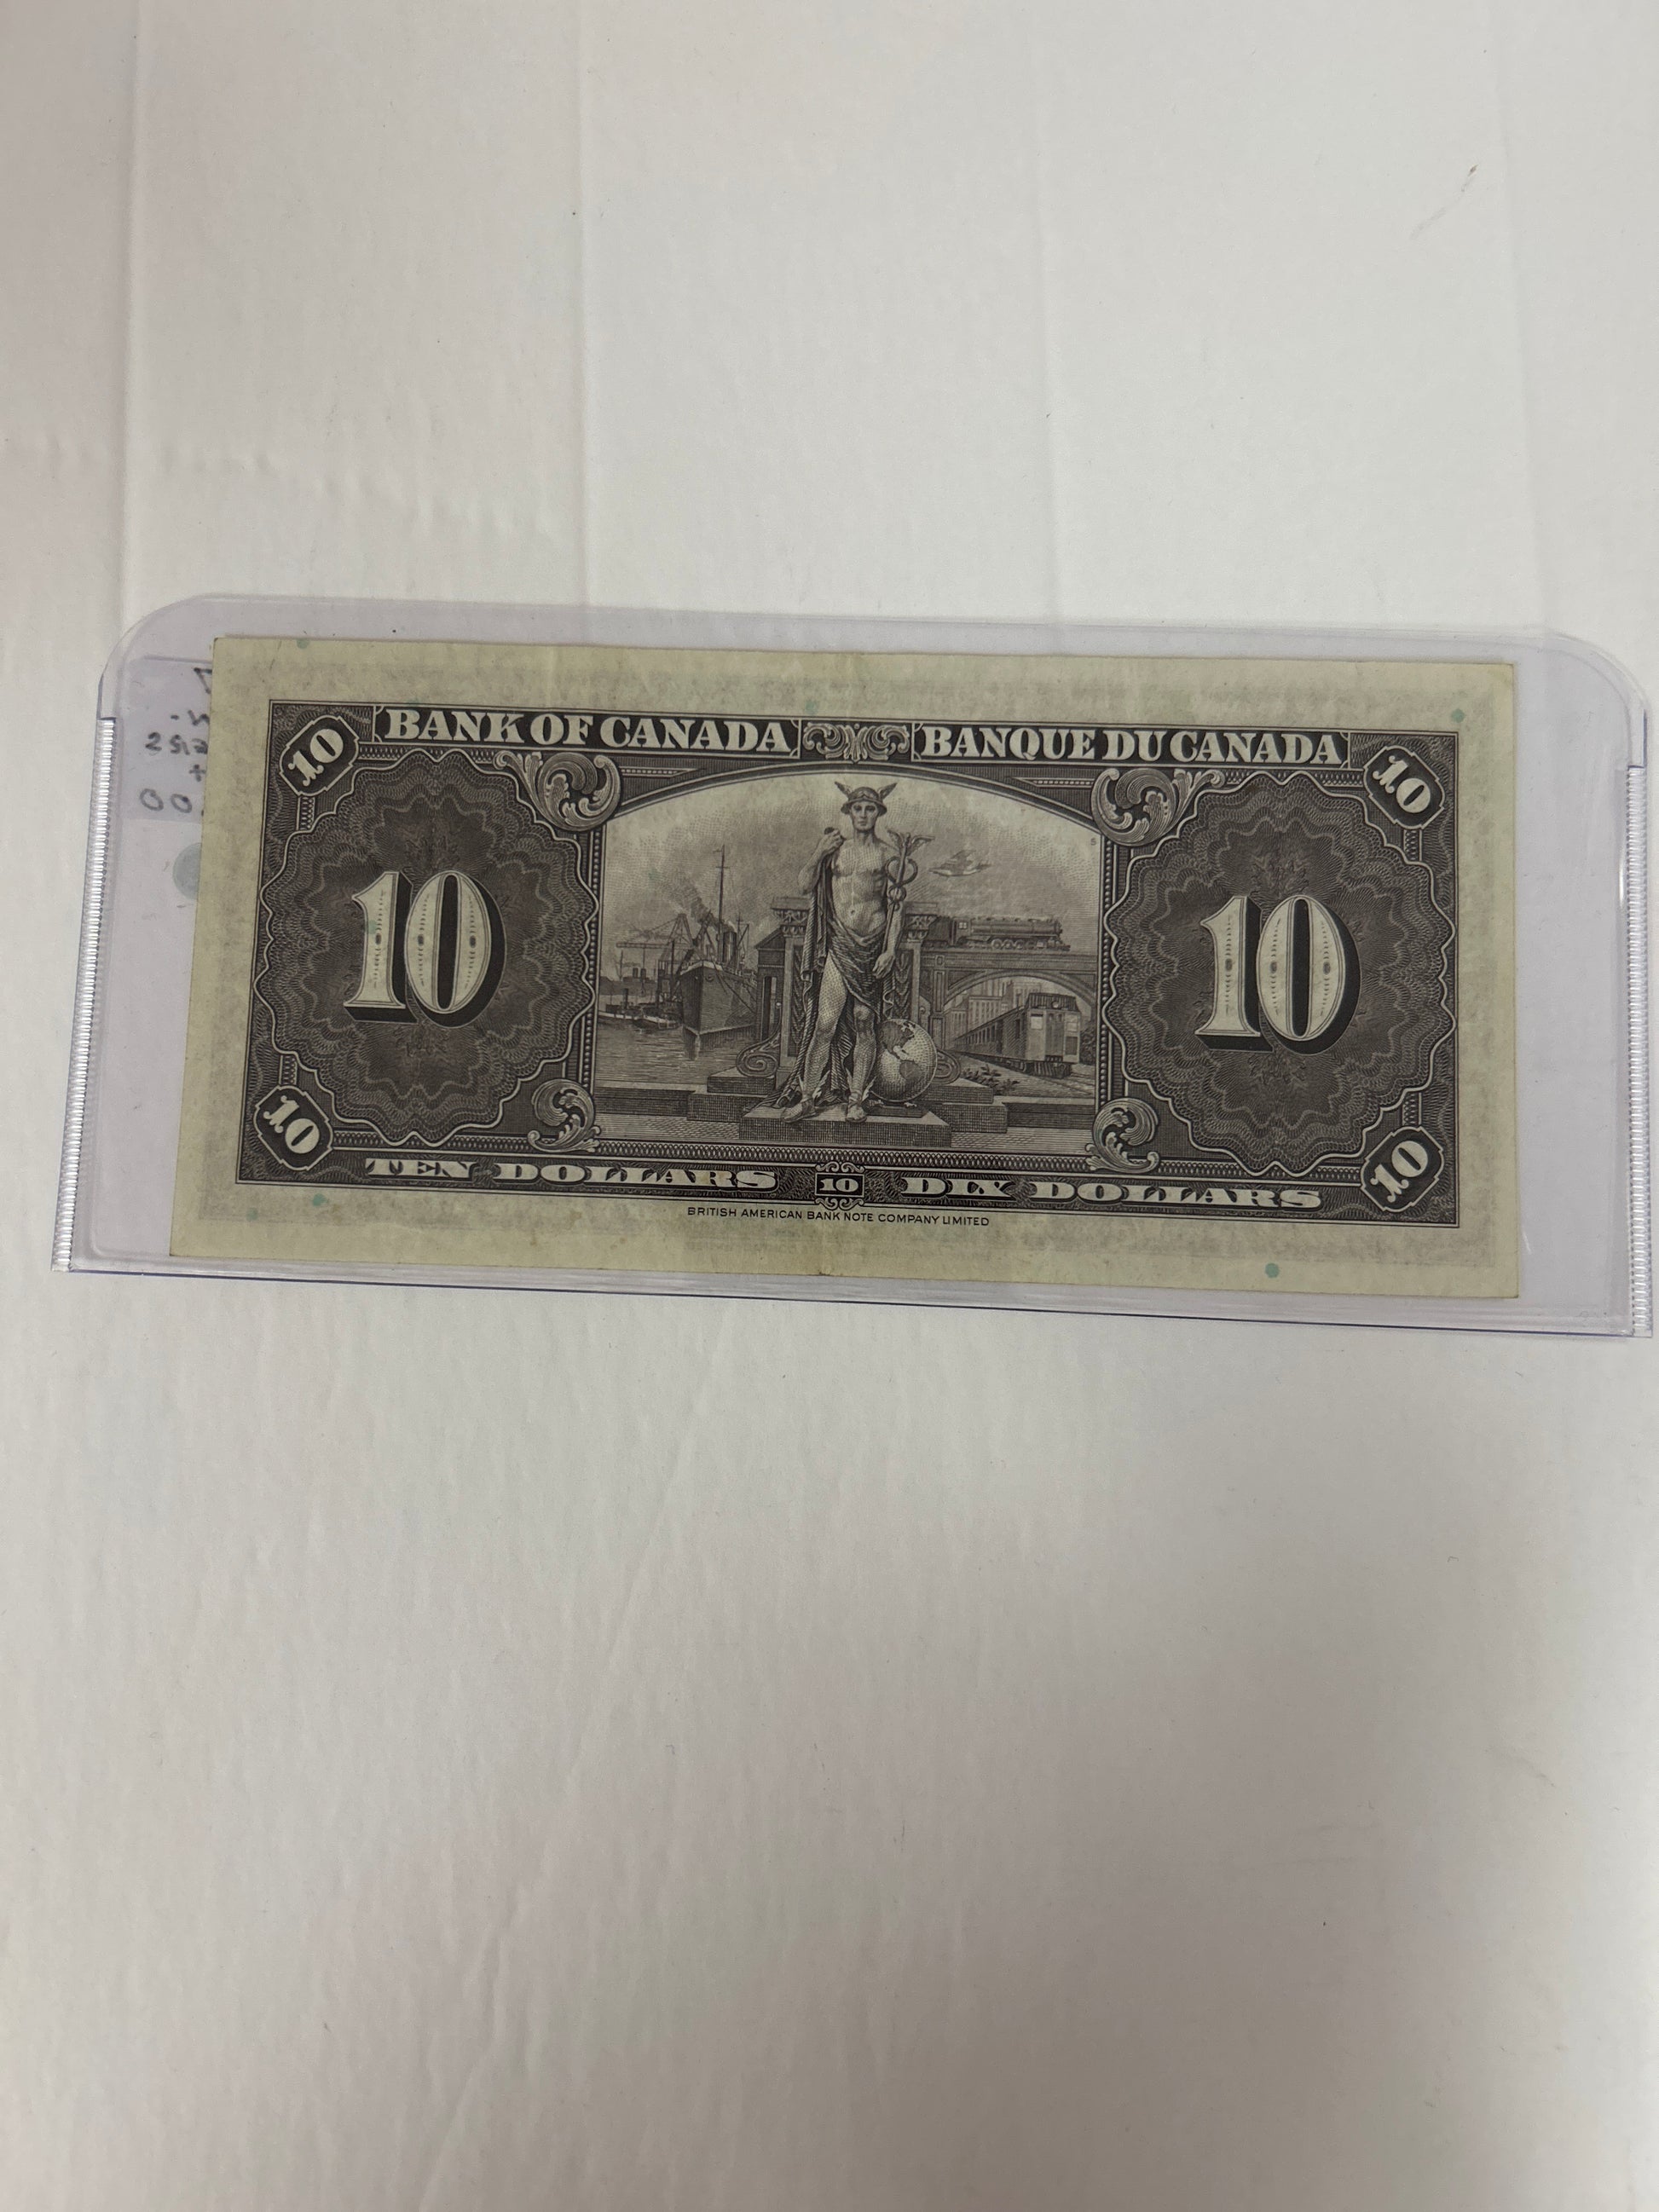 BANK OF CANADA BANQUE DU CANADA
10 10
10 10
10 10
TEN DOLLARS 10 DIX DOLLARS
BRITISH AMERICAN BANK NOTE COMPANY LIMITED